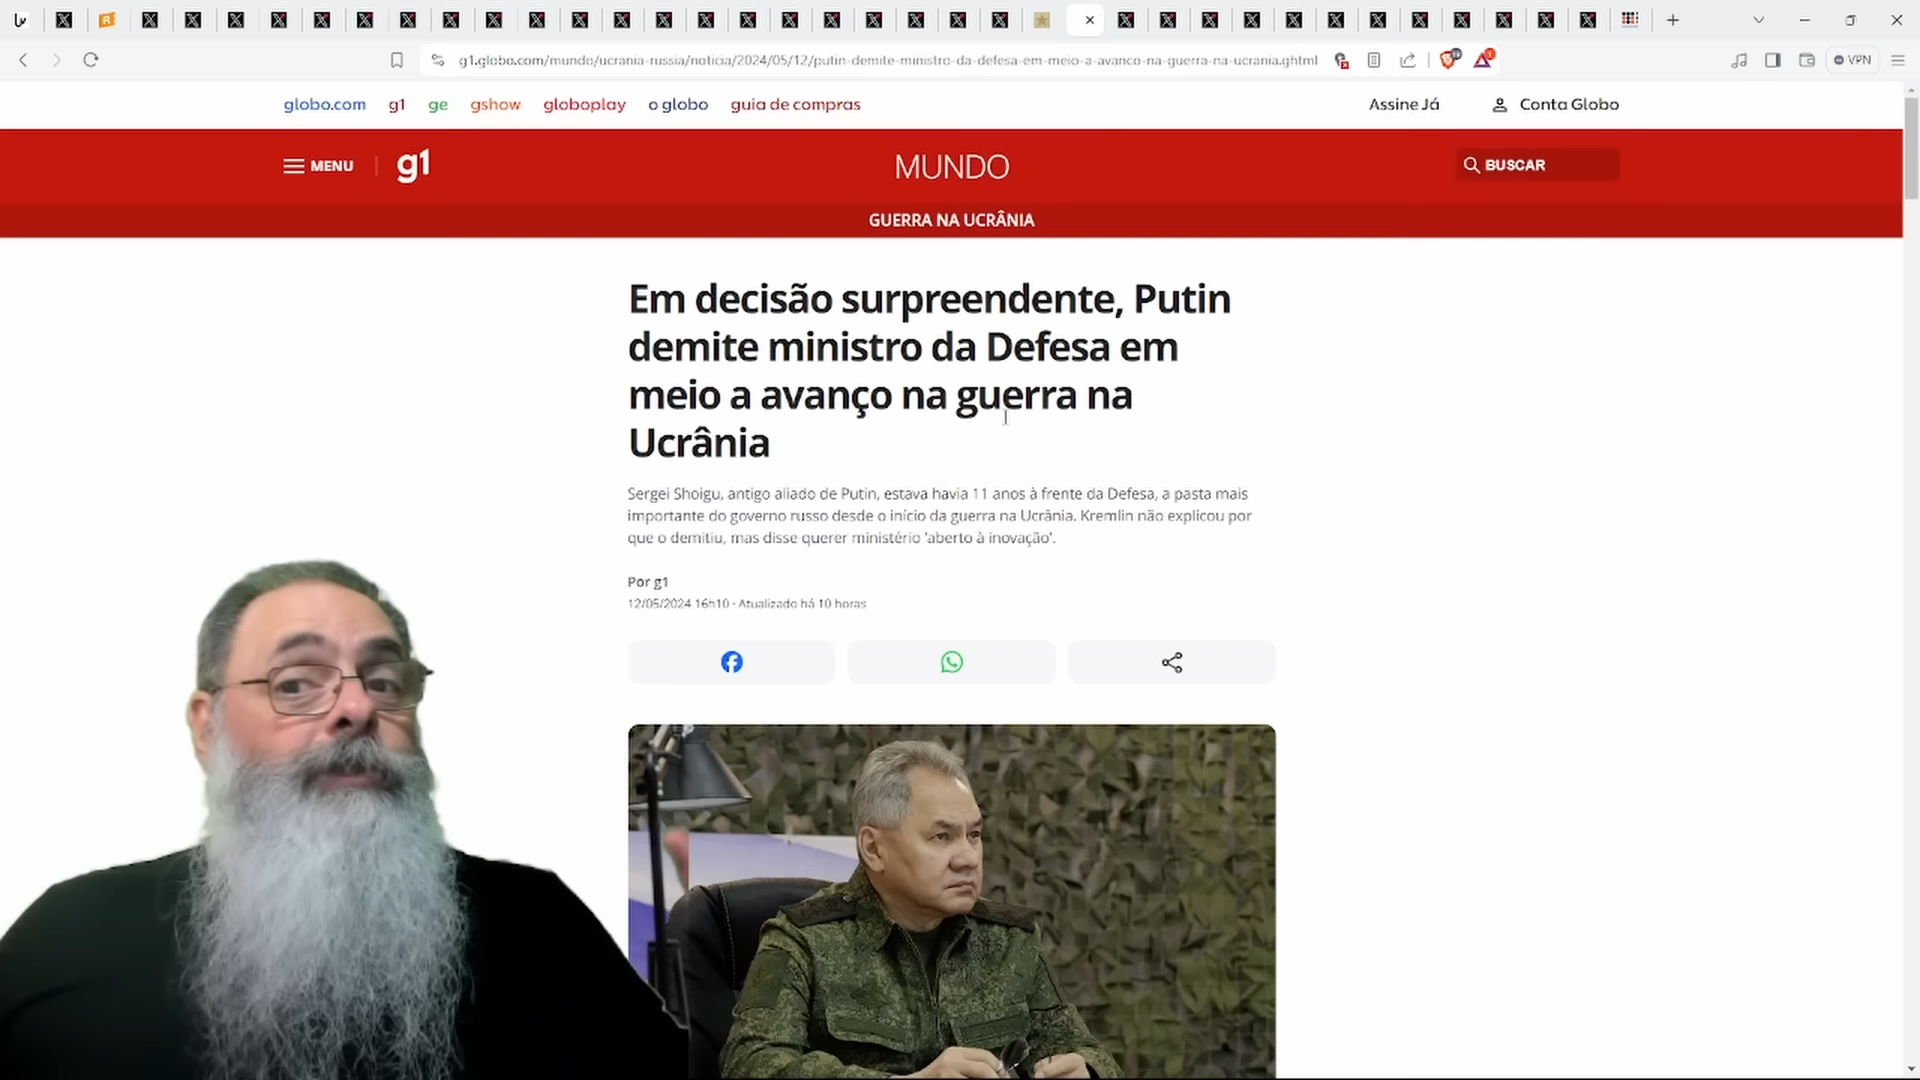 g1.globo.com/mundo/ucrania-russia/noticia/2024/05/12/putin-demite-ministro-da-defesa-em-meio-a-avanco-na-guerra-na-ucrania.ghtml
VPN
globo.com g1 ge gshow globoplay o globo guia de compras Assine Já Conta Globo
MENU g1 MUNDO BUSCAR
GUERRA NA UCRÂNIA
Em decisão surpreendente, Putin
demite ministro da Defesa em
meio a avanço na guerra na
Ucrânia
Sergei Shoigu, antigo aliado de Putin, estava havia 11 anos à frente da Defesa, a pasta mais
importante do governo russo desde o início da guerra na Ucrânia. Kremlin não explicou por
que o demitiu, mas disse querer ministério 'aberto à inovação'.
Por g1
12/05/2024 16h10 · Atualizado há 10 horas